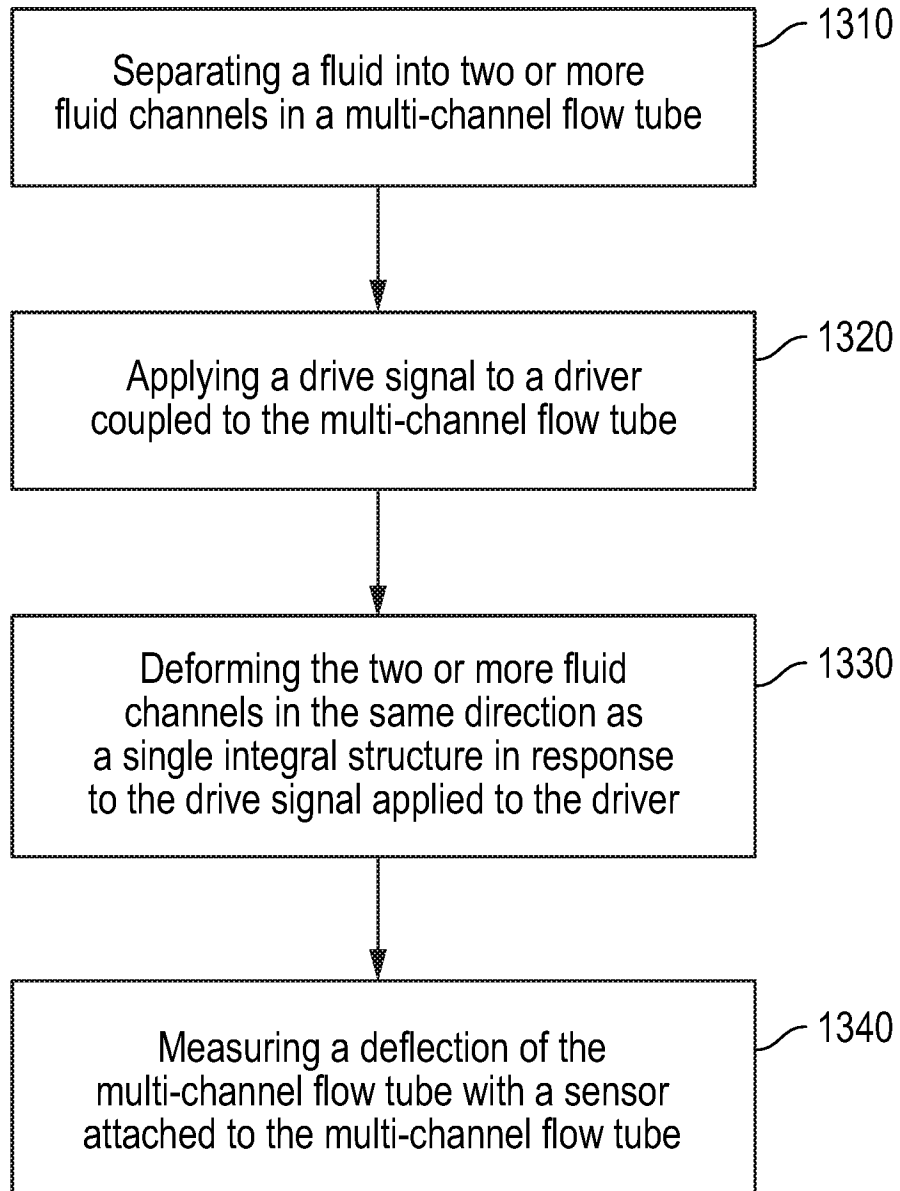 1310
Separating a fluid into two or more
fluid channels in a multi-channel flow tube
1320
Applying a drive signal to a driver
coupled to the multi-channel flow tube
1330
Deforming the two or more fluid
channels in the same direction as
a single integral structure in response
to the drive signal applied to the driver
1340
Measuring a deflection of the
multi-channel flow tube with a sensor
attached to the multi-channel flow tube